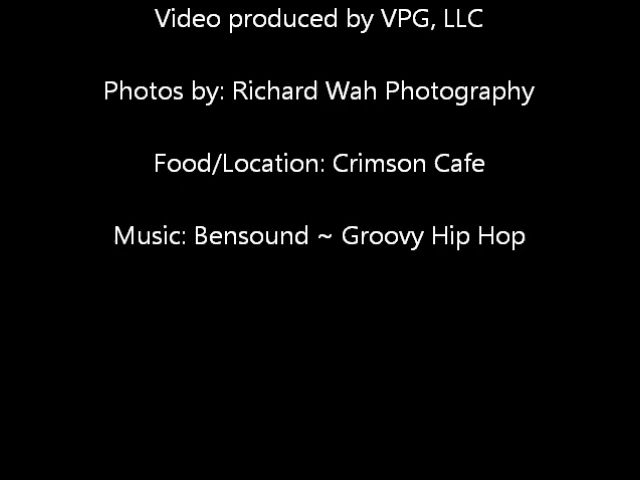 Video produced by VPG, LLC
Photos by: Richard Wah Photography
Food/Location: Crimson Cafe
Music: Bensound ~ Groovy Hip Hop